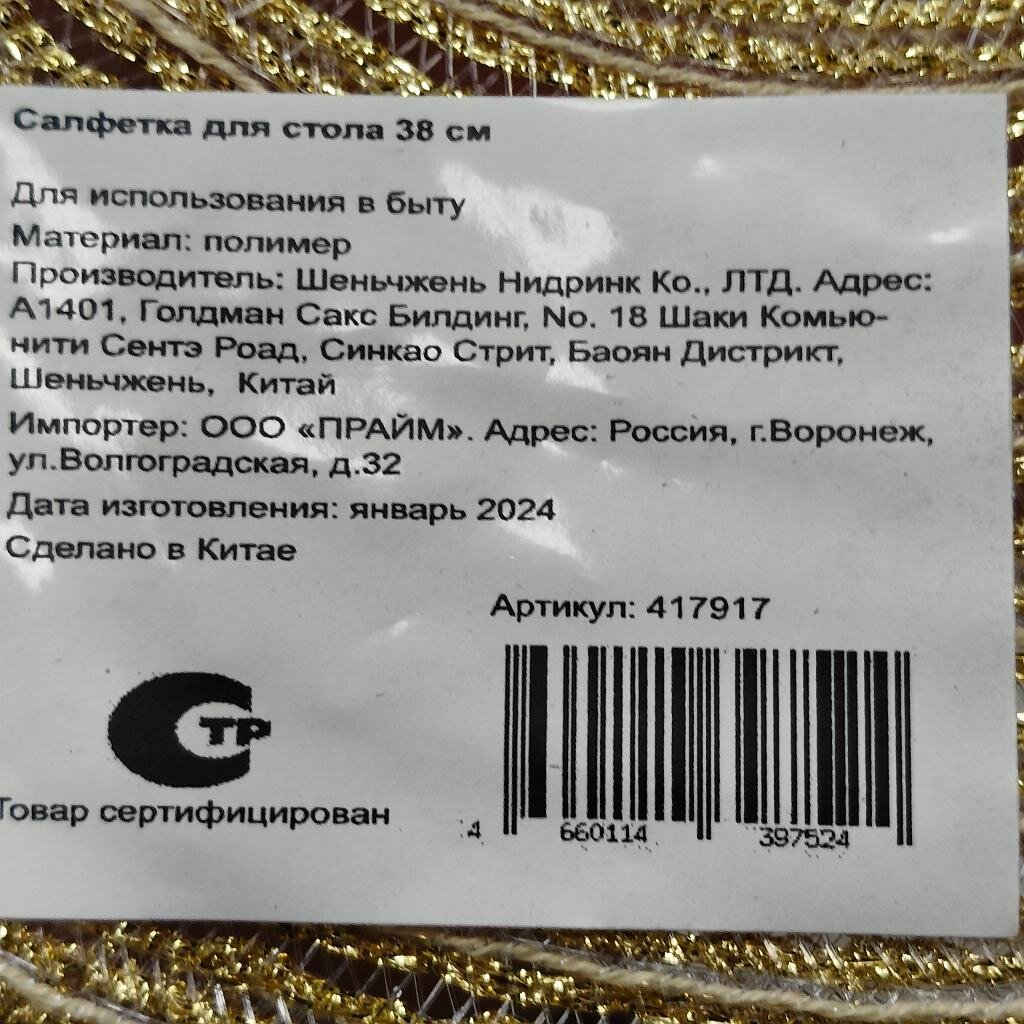 Салфетка для стола 38 см
Для использования в быту
Материал: полимер
Производитель: Шеньчжень Нидринк Ко., ЛТД. Адрес:
А1401, Голдман Сакс Билдинг, No. 18 Шаки Комью-
нити Сентэ Роад, Синкао Стрит, Баоян Дистрикт,
Шеньчжень, Китай
Импортер: ООО «ПРАЙМ». Адрес: Россия, г.Воронеж,
ул.Волгоградская, д.32
Дата изготовления: январь 2024
Сделано в Китае
Артикул: 417917
СТР
Товар сертифицирован
4 660114 397524